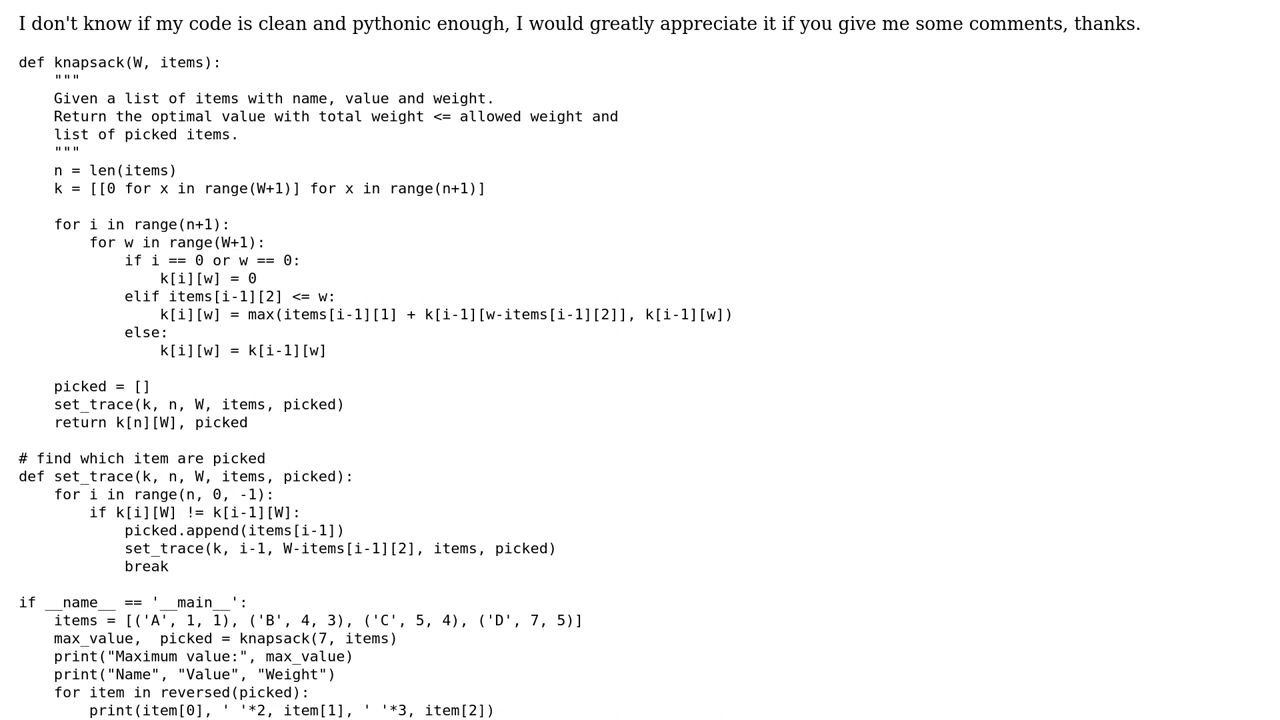 I don't know if my code is clean and pythonic enough, I would greatly appreciate it if you give me some comments, thanks.
def knapsack(W, items):
    """
    Given a list of items with name, value and weight.
    Return the optimal value with total weight <= allowed weight and
    list of picked items.
    """
    n = len(items)
    k = [[0 for x in range(W+1)] for x in range(n+1)]

    for i in range(n+1):
        for w in range(W+1):
            if i == 0 or w == 0:
                k[i][w] = 0
            elif items[i-1][2] <= w:
                k[i][w] = max(items[i-1][1] + k[i-1][w-items[i-1][2]], k[i-1][w])
            else:
                k[i][w] = k[i-1][w]

    picked = []
    set_trace(k, n, W, items, picked)
    return k[n][W], picked

# find which item are picked
def set_trace(k, n, W, items, picked):
    for i in range(n, 0, -1):
        if k[i][W] != k[i-1][W]:
            picked.append(items[i-1])
            set_trace(k, i-1, W-items[i-1][2], items, picked)
            break

if __name__ == '__main__':
    items = [('A', 1, 1), ('B', 4, 3), ('C', 5, 4), ('D', 7, 5)]
    max_value,  picked = knapsack(7, items)
    print("Maximum value:", max_value)
    print("Name", "Value", "Weight")
    for item in reversed(picked):
        print(item[0], ' '*2, item[1], ' '*3, item[2])